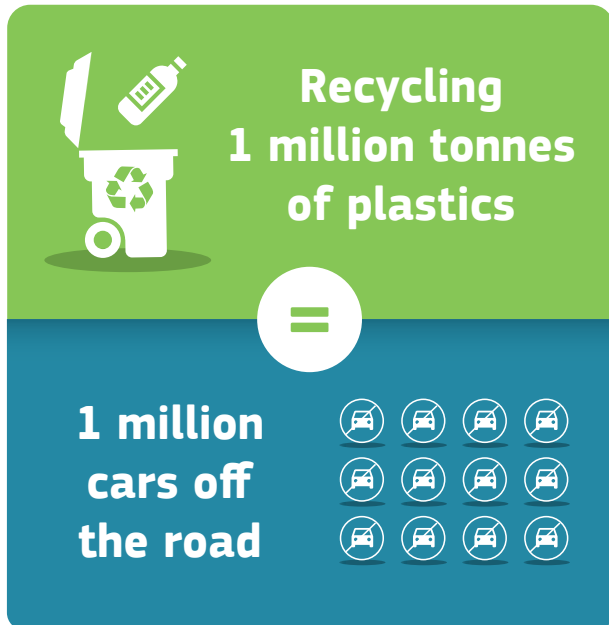 Recycling
1 million tonnes
of plastics
=
1 million
cars off
the road